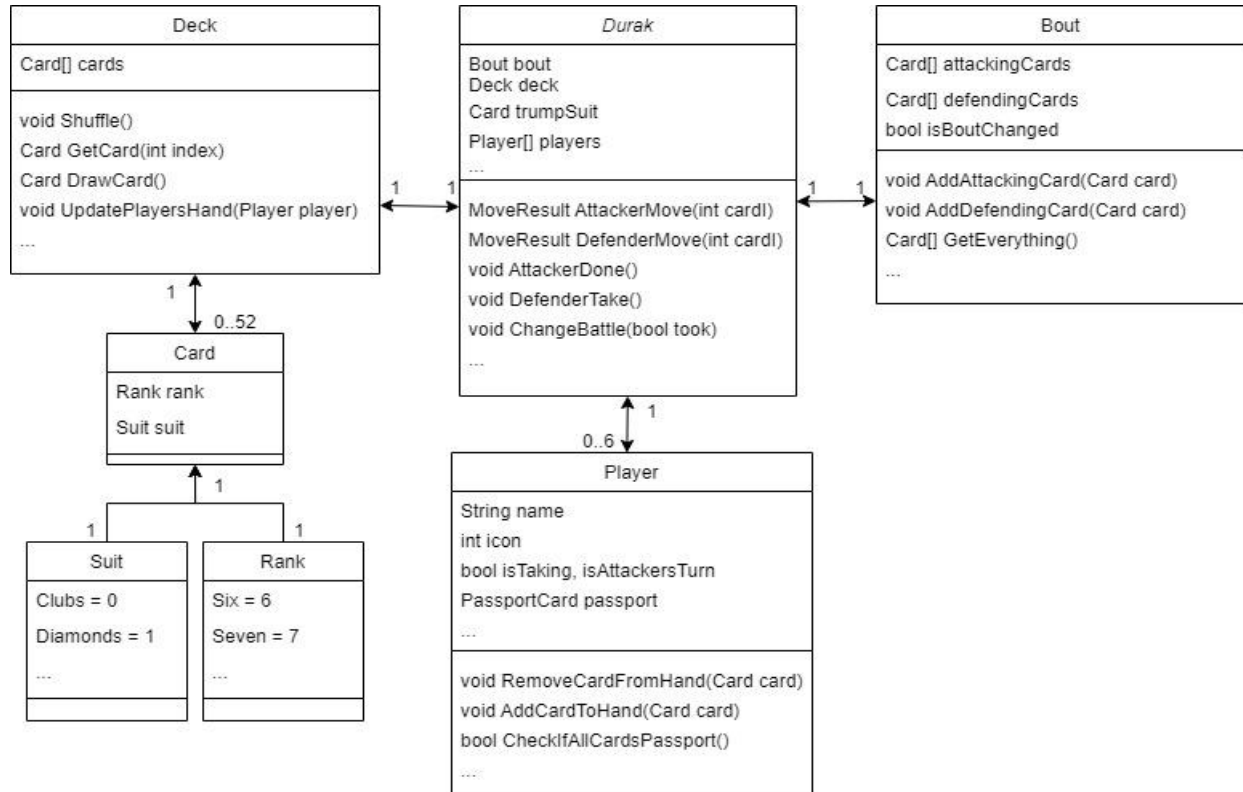 Deck
Card[] cards
void Shuffle()
Card GetCard(int index)
Card DrawCard()
void UpdatePlayersHand(Player player)
...
1
1
Durak
Bout bout
Deck deck
Card trumpSuit
Player[] players
...
MoveResult AttackerMove(int cardI)
MoveResult DefenderMove(int cardI)
void AttackerDone()
void DefenderTake()
void ChangeBattle(bool took)
...
1
1
Bout
Card[] attackingCards
Card[] defendingCards
bool isBoutChanged
void AddAttackingCard(Card card)
void AddDefendingCard(Card card)
Card[] GetEverything()
...
1
0..52
Card
Rank rank
Suit suit
1
1
1
Suit
Clubs = 0
Diamonds = 1
...
Rank
Six = 6
Seven = 7
...
1
0..6
Player
String name
int icon
bool isTaking, isAttackersTurn
PassportCard passport
...
void RemoveCardFromHand(Card card)
void AddCardToHand(Card card)
bool CheckIfAllCardsPassport()
...